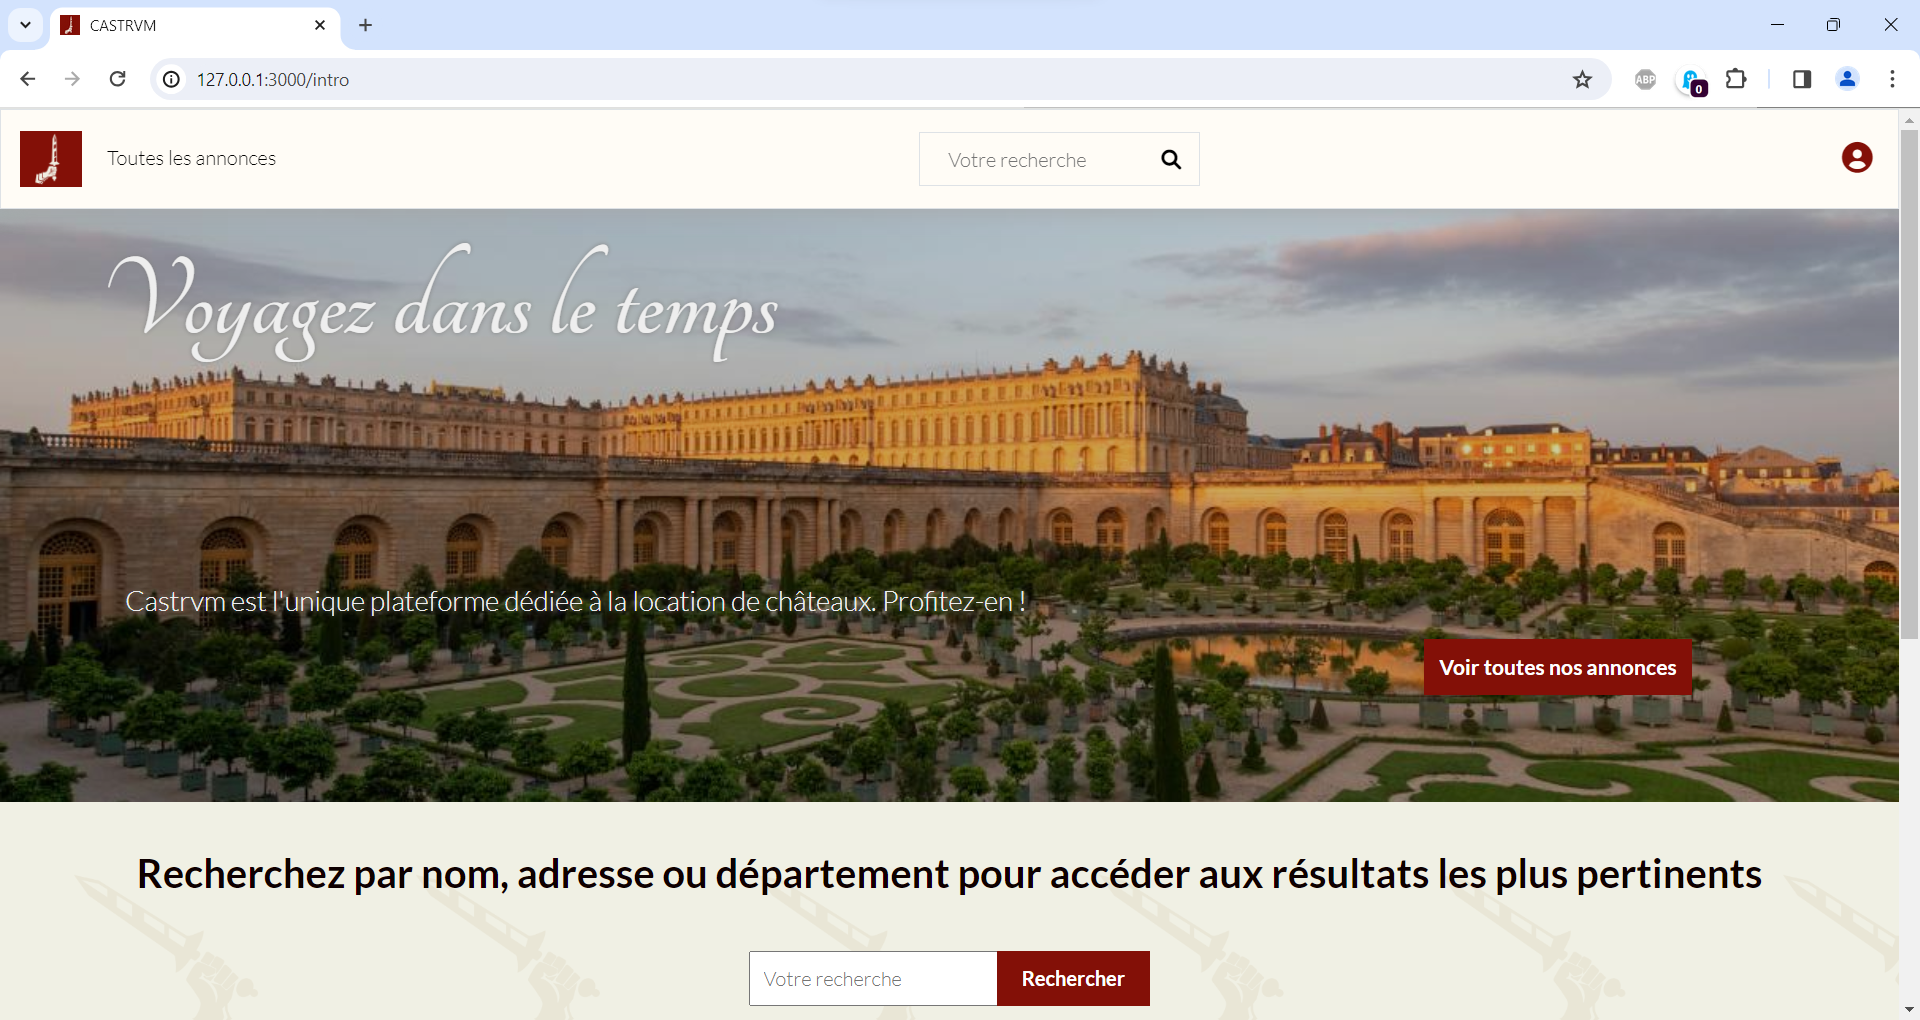 CASTRVM
127.0.0.1:3000/intro
ABP
0
Toutes les annonces
Votre recherche
Voyagez dans le temps
Castrvm est l'unique plateforme dédiée à la location de châteaux. Profitez-en !
Voir toutes nos annonces
Recherchez par nom, adresse ou département pour accéder aux résultats les plus pertinents
Votre recherche
Rechercher